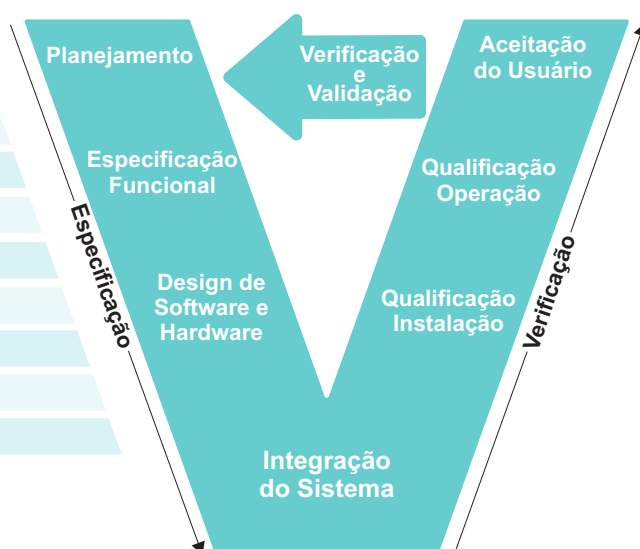 Planejamento
Verificação
e
Validação
Aceitação
do Usuário
Especificação
Funcional
Qualificação
Operação
Especificação
Design de
Software e
Hardware
Qualificação
Instalação
Verificação
Integração
do Sistema